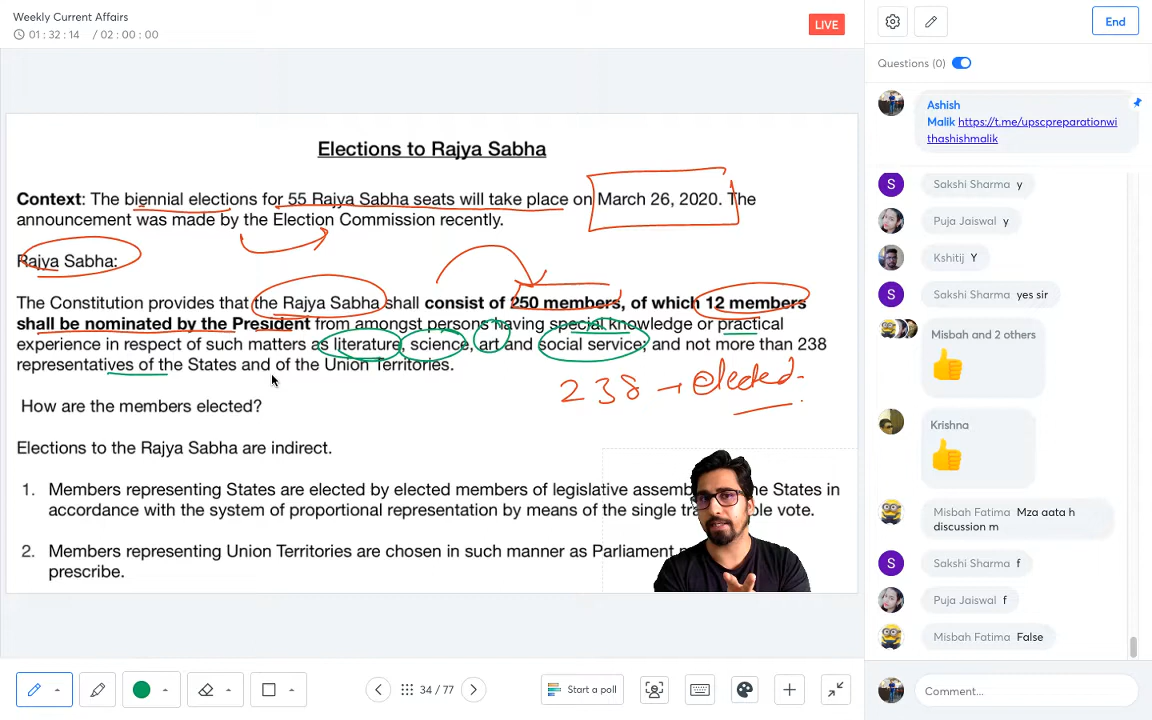 Weekly Current Affairs
01 : 32 : 14 / 02 : 00 : 00
LIVE
End
Questions (0)
Elections to Rajya Sabha
Context: The biennial elections for 55 Rajya Sabha seats will take place on March 26, 2020. The
announcement was made by the Election Commission recently.
Rajya Sabha:
The Constitution provides that the Rajya Sabha shall consist of 250 members, of which 12 members
shall be nominated by the President from amongst persons having special knowledge or practical
experience in respect of such matters as literature, science, art and social service, and not more than 238
representatives of the States and of the Union Territories.
238 → elected.
How are the members elected?
Elections to the Rajya Sabha are indirect.
1. Members representing States are elected by elected members of legislative assemb he States in
accordance with the system of proportional representation by means of the single tra ble vote.
2. Members representing Union Territories are chosen in such manner as Parliament
prescribe.
34 / 77
Start a poll
Ashish
Malik https://t.me/upscpreparationwi
thashishmalik
S Sakshi Sharma y
Puja Jaiswal y
Kshitij Y
S Sakshi Sharma yes sir
Misbah and 2 others
Krishna
Misbah Fatima Mza aata h
discussion m
S Sakshi Sharma f
Puja Jaiswal f
Misbah Fatima False
Comment...